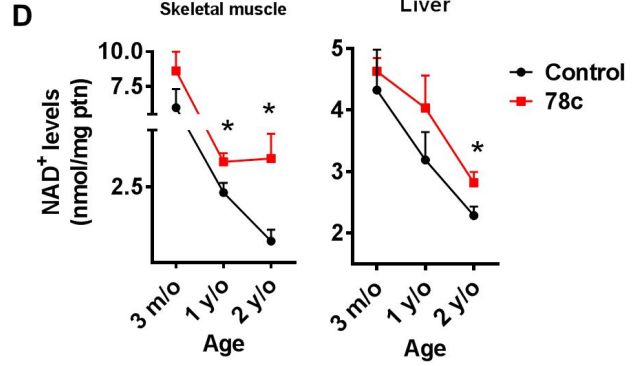 D
Skeletal muscle
Liver
NAD+ levels
(nmol/mg ptn)
10.0
7.5
2.5
*
*
3 m/o
1 y/o
2 y/o
Age
5
4
3
2
*
3 m/o
1 y/o
2 y/o
Age
Control
78c